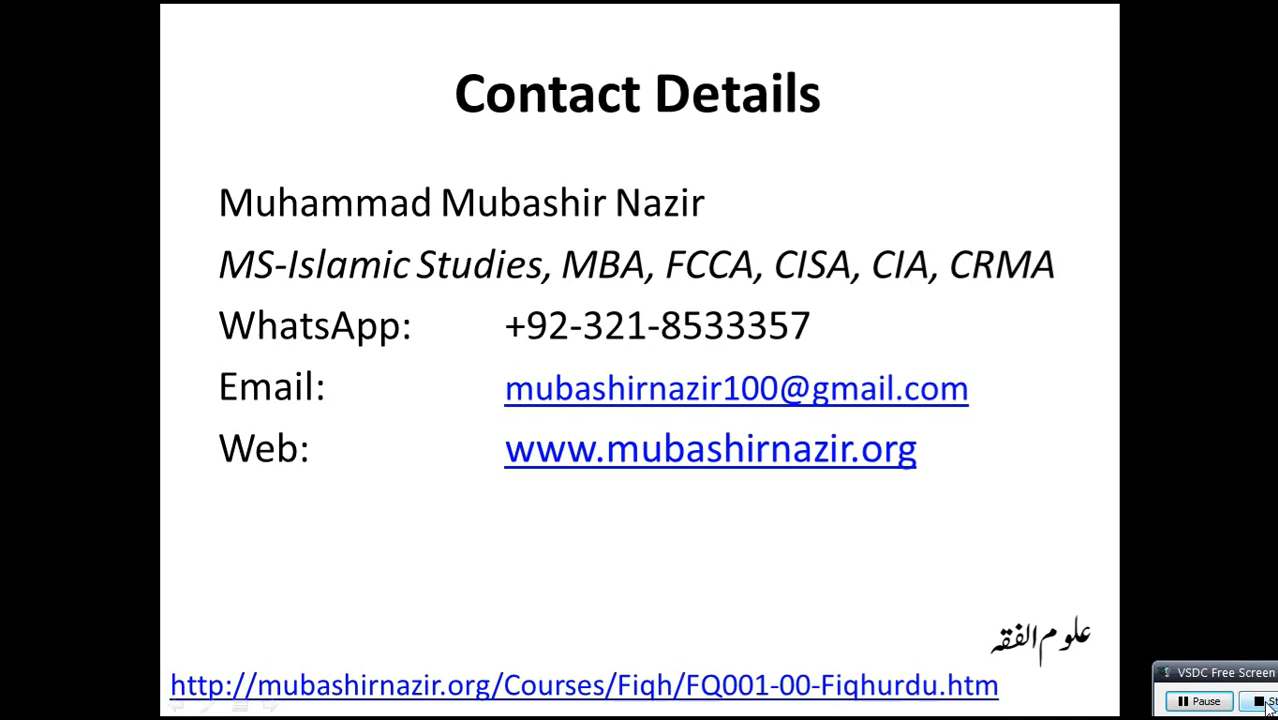 Contact Details
Muhammad Mubashir Nazir
MS-Islamic Studies, MBA, FCCA, CISA, CIA, CRMA
WhatsApp: +92-321-8533357
Email: mubashirnazir100@gmail.com
Web: www.mubashirnazir.org
علوم الفقہ
http://mubashirnazir.org/Courses/Fiqh/FQ001-00-Fiqhurdu.htm
VSDC Free Screen
Pause